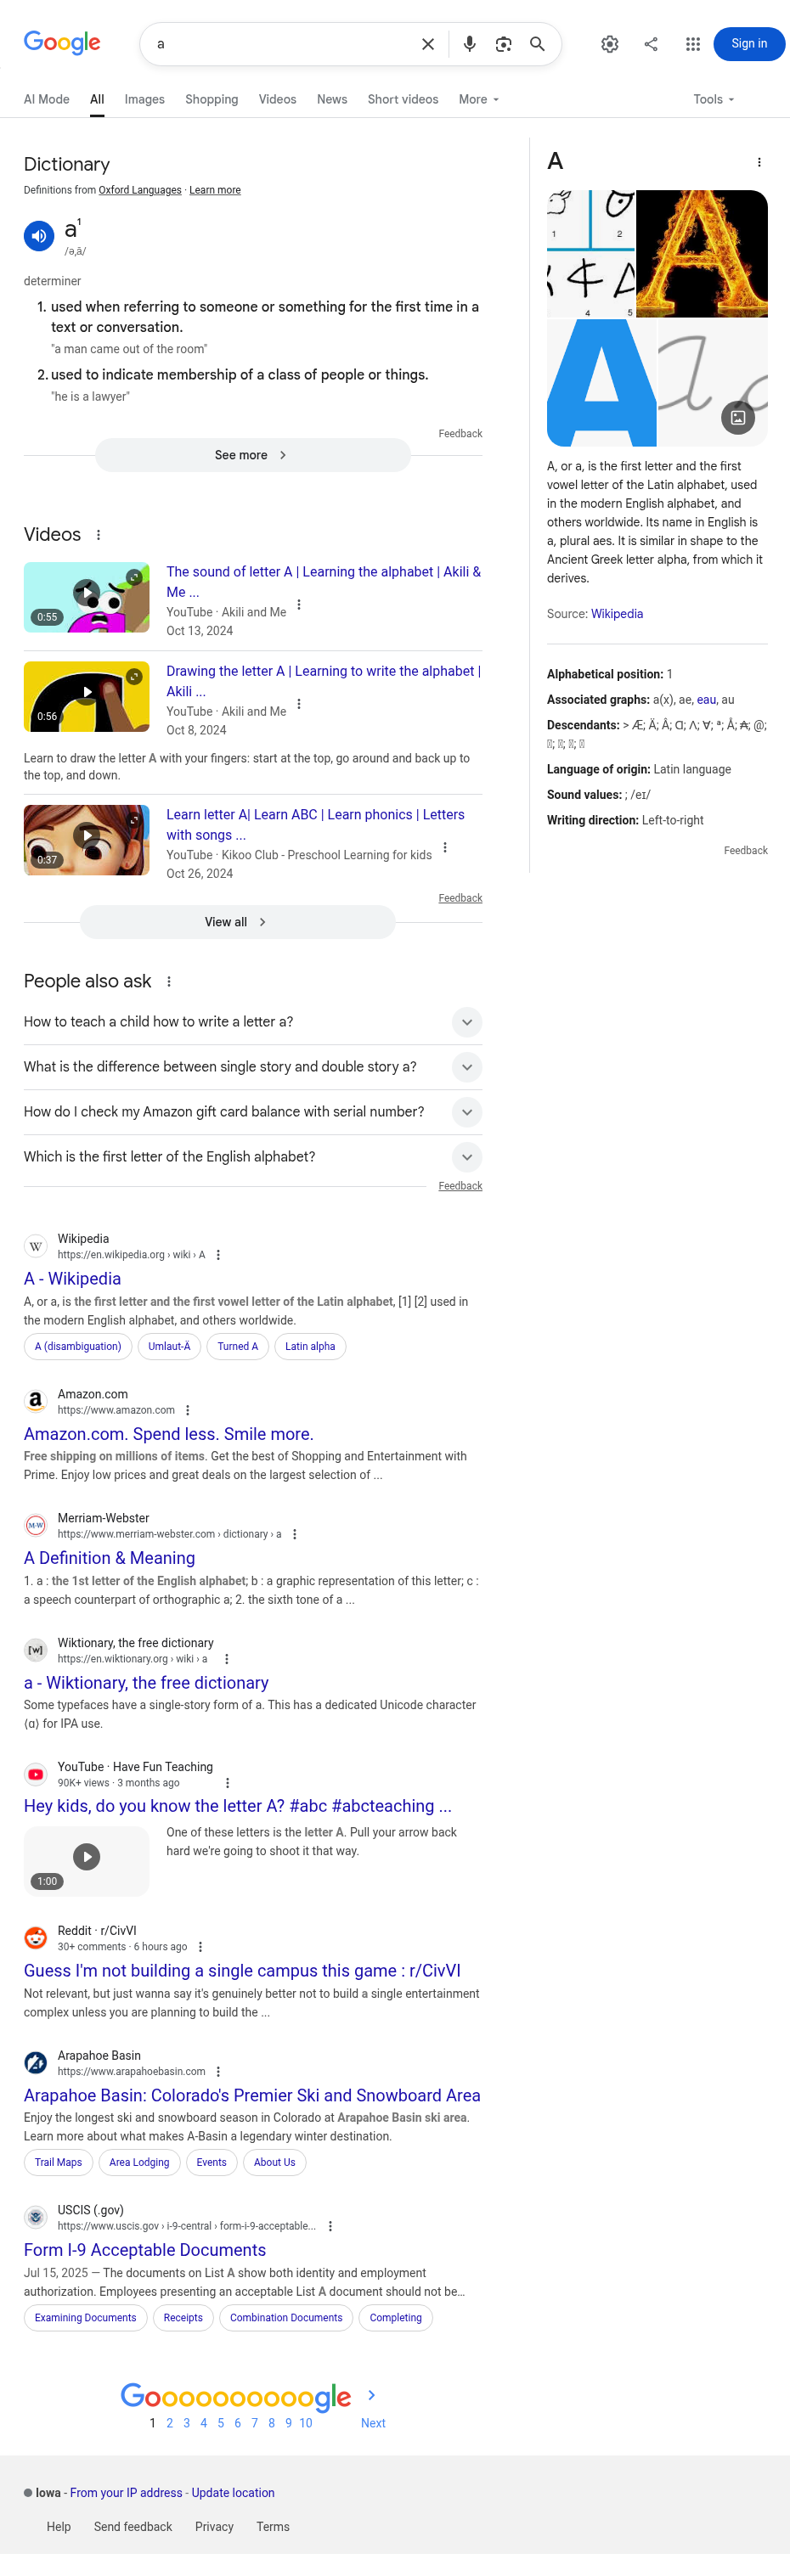 Google
a
Sign in
AI Mode All Images Shopping Videos News Short videos More Tools
Dictionary
Definitions from Oxford Languages · Learn more
a¹
/ə,ā/
determiner
1. used when referring to someone or something for the first time in a
text or conversation.
"a man came out of the room"
2. used to indicate membership of a class of people or things.
"he is a lawyer"
Feedback
See more
Videos
0:55
The sound of letter A | Learning the alphabet | Akili &
Me ...
YouTube · Akili and Me
Oct 13, 2024
0:56
Drawing the letter A | Learning to write the alphabet |
Akili ...
YouTube · Akili and Me
Oct 8, 2024
Learn to draw the letter A with your fingers: start at the top, go around and back up to
the top, and down.
0:37
Learn letter A| Learn ABC | Learn phonics | Letters
with songs ...
YouTube · Kikoo Club - Preschool Learning for kids
Oct 26, 2024
Feedback
View all
People also ask
How to teach a child how to write a letter a?
What is the difference between single story and double story a?
How do I check my Amazon gift card balance with serial number?
Which is the first letter of the English alphabet?
Feedback
W
Wikipedia
https://en.wikipedia.org › wiki › A
A - Wikipedia
A, or a, is the first letter and the first vowel letter of the Latin alphabet, [1] [2] used in
the modern English alphabet, and others worldwide.
A (disambiguation) Umlaut-Ä Turned A Latin alpha
a
Amazon.com
https://www.amazon.com
Amazon.com. Spend less. Smile more.
Free shipping on millions of items. Get the best of Shopping and Entertainment with
Prime. Enjoy low prices and great deals on the largest selection of ...
M-W
Merriam-Webster
https://www.merriam-webster.com › dictionary › a
A Definition & Meaning
1. a : the 1st letter of the English alphabet; b : a graphic representation of this letter; c :
a speech counterpart of orthographic a; 2. the sixth tone of a ...
[w]
Wiktionary, the free dictionary
https://en.wiktionary.org › wiki › a
a - Wiktionary, the free dictionary
Some typefaces have a single-story form of a. This has a dedicated Unicode character
⟨ɑ⟩ for IPA use.
YouTube · Have Fun Teaching
90K+ views · 3 months ago
Hey kids, do you know the letter A? #abc #abcteaching ...
1:00
One of these letters is the letter A. Pull your arrow back
hard we're going to shoot it that way.
Reddit · r/CivVI
30+ comments · 6 hours ago
Guess I'm not building a single campus this game : r/CivVI
Not relevant, but just wanna say it's genuinely better not to build a single entertainment
complex unless you are planning to build the ...
Arapahoe Basin
https://www.arapahoebasin.com
Arapahoe Basin: Colorado's Premier Ski and Snowboard Area
Enjoy the longest ski and snowboard season in Colorado at Arapahoe Basin ski area.
Learn more about what makes A-Basin a legendary winter destination.
Trail Maps Area Lodging Events About Us
USCIS (.gov)
https://www.uscis.gov › i-9-central › form-i-9-acceptable...
Form I-9 Acceptable Documents
Jul 15, 2025 — The documents on List A show both identity and employment
authorization. Employees presenting an acceptable List A document should not be…
Examining Documents Receipts Combination Documents Completing
A
1 2
4 5
A
A
a
A, or a, is the first letter and the first
vowel letter of the Latin alphabet, used
in the modern English alphabet, and
others worldwide. Its name in English is
a, plural aes. It is similar in shape to the
Ancient Greek letter alpha, from which it
derives.
Source: Wikipedia
Alphabetical position: 1
Associated graphs: a(x), ae, eau, au
Descendants: > Æ; Ä; Â; Ɑ; Λ; Ɐ; ª; Å; ₳; @;
Language of origin: Latin language
Sound values: ; /eɪ/
Writing direction: Left-to-right
Feedback
Goooooooooogle
1 2 3 4 5 6 7 8 9 10 Next
Iowa - From your IP address - Update location
Help Send feedback Privacy Terms